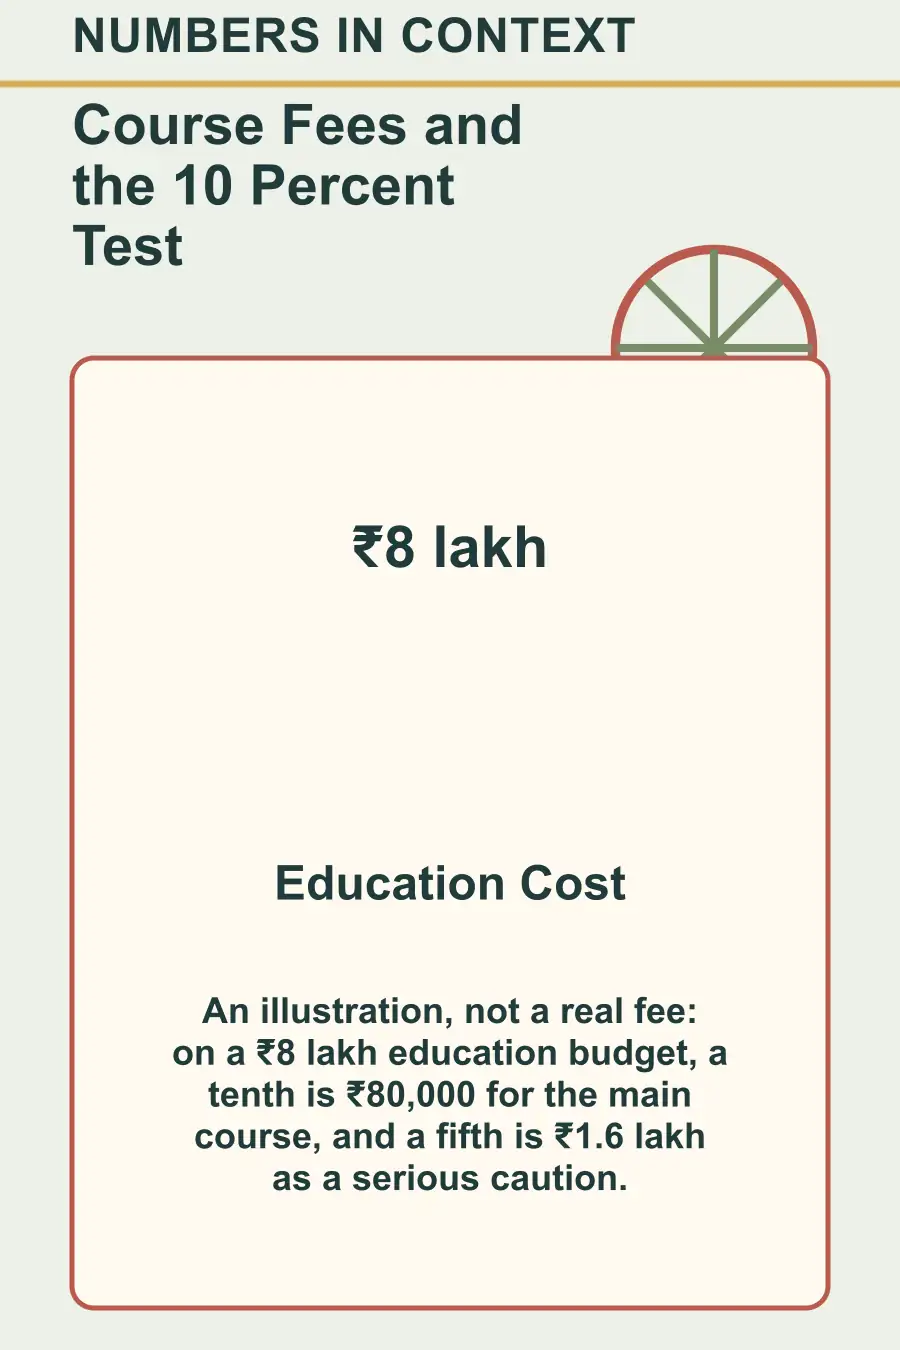 NUMBERS IN CONTEXT
Course Fees and
the 10 Percent
Test
₹8 lakh
Education Cost
An illustration, not a real fee:
on a ₹8 lakh education budget, a
tenth is ₹80,000 for the main
course, and a fifth is ₹1.6 lakh
as a serious caution.